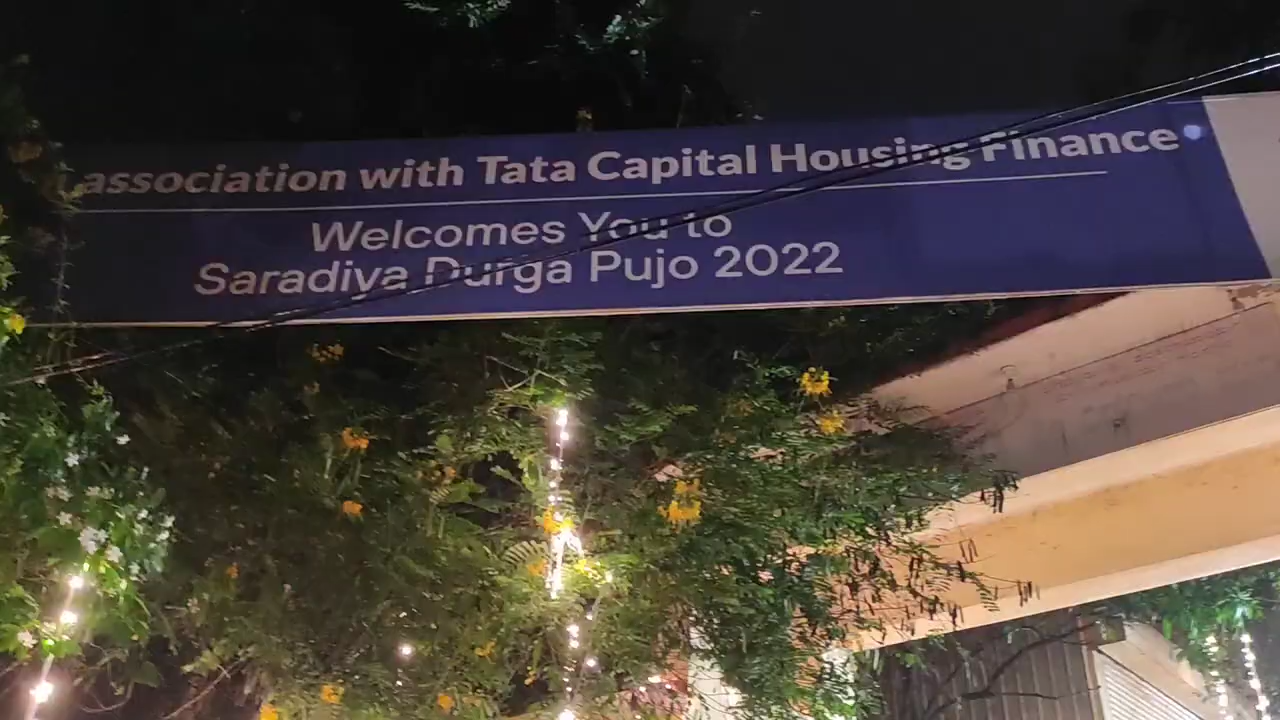 association with Tata Capital Housing Finance
Welcomes You to
Saradiya Durga Pujo 2022